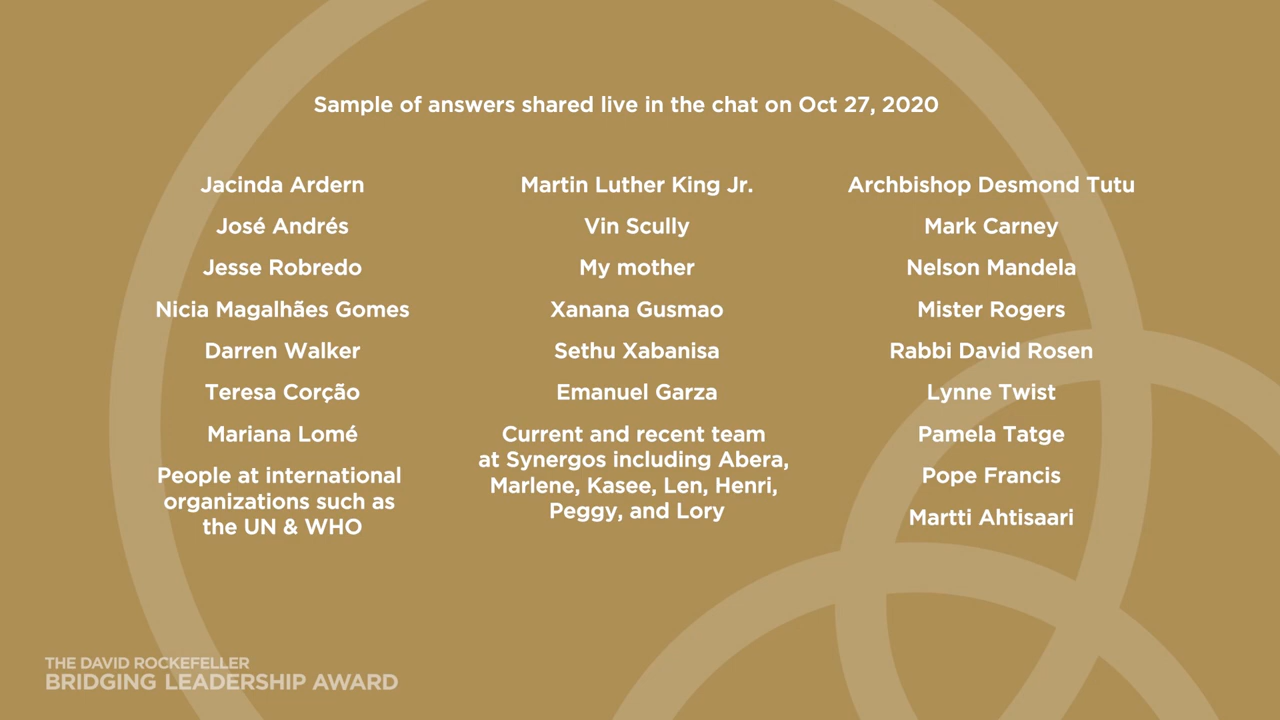 Sample of answers shared live in the chat on Oct 27, 2020
Jacinda Ardern
José Andrés
Jesse Robredo
Nicia Magalhães Gomes
Darren Walker
Teresa Corção
Mariana Lomé
People at international
organizations such as
the UN & WHO
Martin Luther King Jr.
Vin Scully
My mother
Xanana Gusmao
Sethu Xabanisa
Emanuel Garza
Current and recent team
at Synergos including Abera,
Marlene, Kasee, Len, Henri,
Peggy, and Lory
Archbishop Desmond Tutu
Mark Carney
Nelson Mandela
Mister Rogers
Rabbi David Rosen
Lynne Twist
Pamela Tatge
Pope Francis
Martti Ahtisaari
THE DAVID ROCKEFELLER
BRIDGING LEADERSHIP AWARD